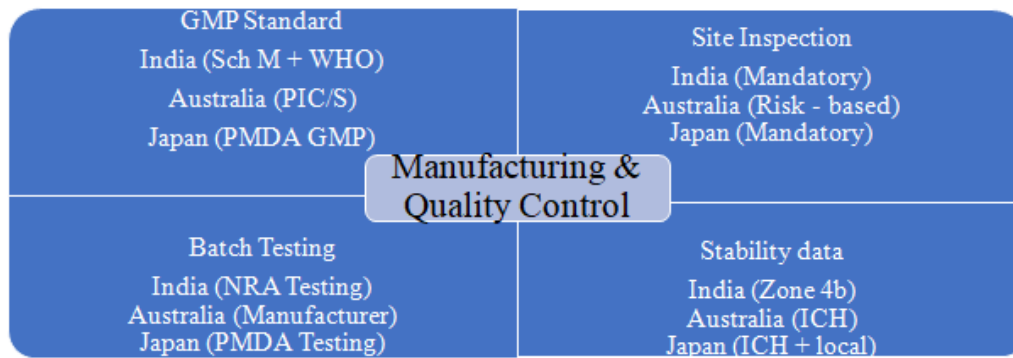 GMP Standard
India (Sch M + WHO)
Australia (PIC/S)
Japan (PMDA GMP)
Site Inspection
India (Mandatory)
Australia (Risk - based)
Japan (Mandatory)
Manufacturing &
Quality Control
Batch Testing
India (NRA Testing)
Australia (Manufacturer)
Japan (PMDA Testing)
Stability data
India (Zone 4b)
Australia (ICH)
Japan (ICH + local)